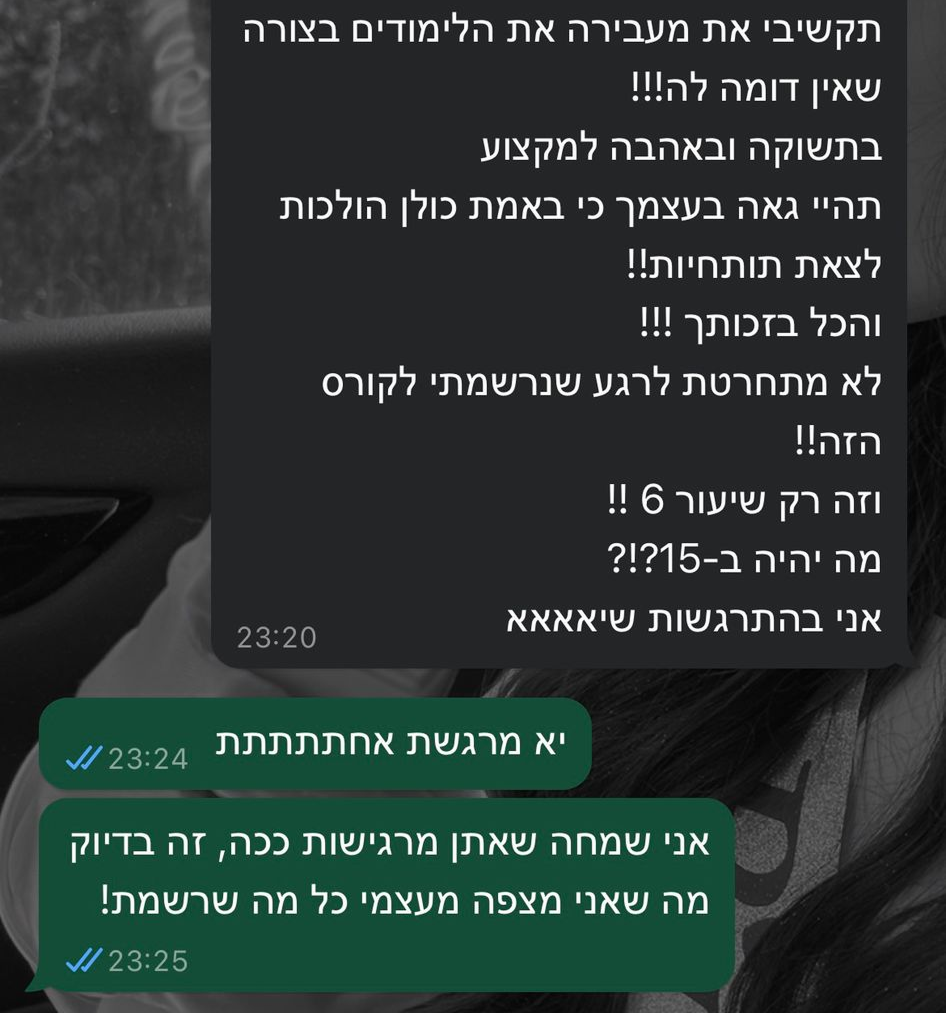 תקשיבי את מעבירה את הלימודים בצורה
שאין דומה לה!!!
בתשוקה ובאהבה למקצוע
תהיי גאה בעצמך כי באמת כולן הולכות
לצאת תותחיות!!
והכל בזכותך !!!
לא מתחרטת לרגע שנרשמתי לקורס
הזה!!
וזה רק שיעור 6 !!
מה יהיה ב-15?!?
אני בהתרגשות שיאאאא
23:20
יא מרגשת אחתתתתת
23:24
אני שמחה שאתן מרגישות ככה, זה בדיוק
מה שאני מצפה מעצמי כל מה שרשמת!
23:25